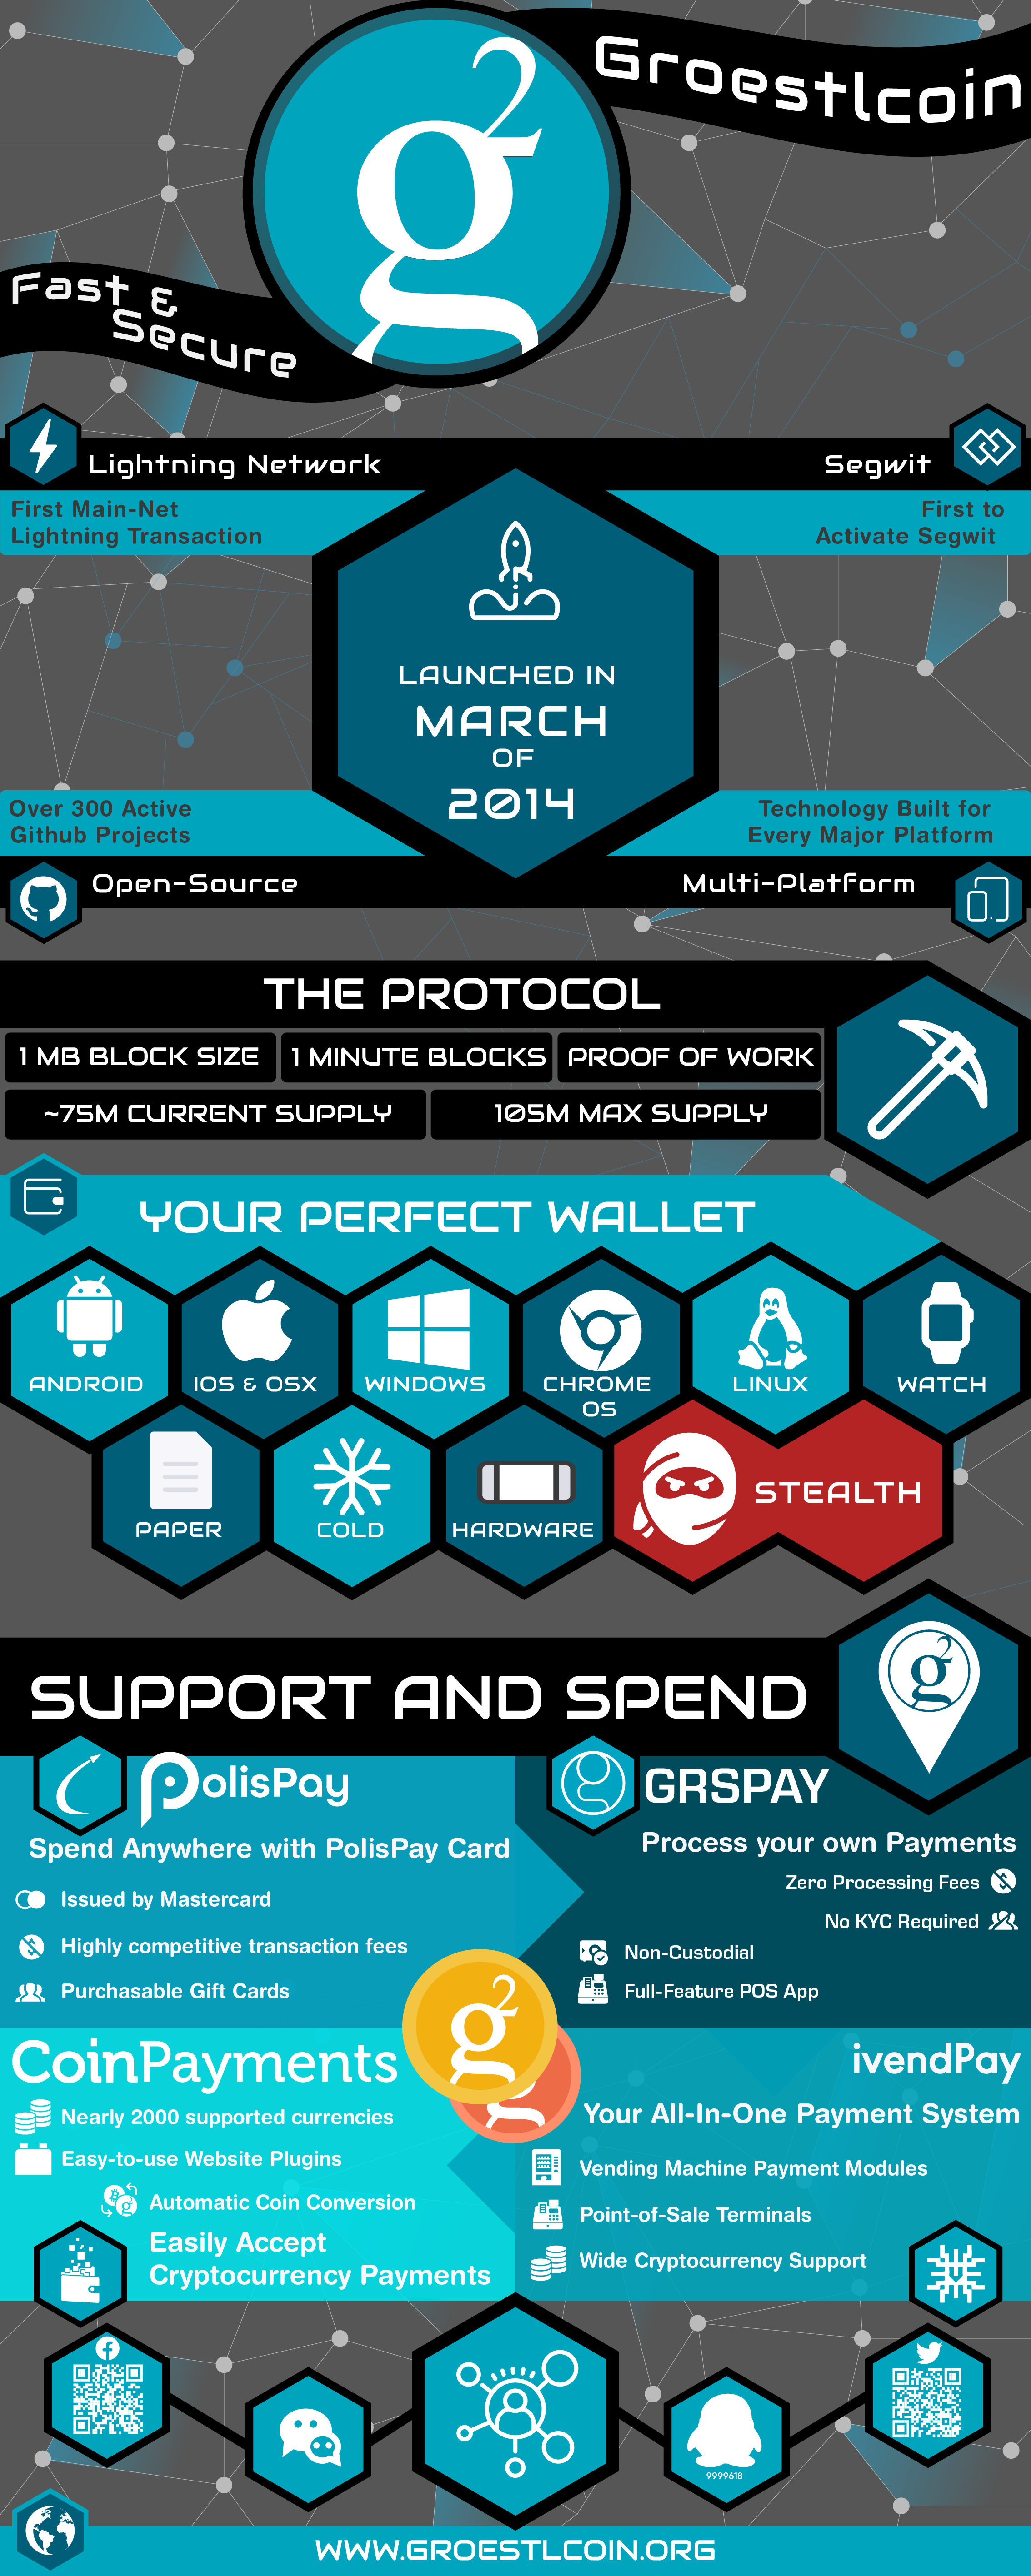 g2
Groestlcoin
Fast &
Secure
Lightning Network
Segwit
First Main-Net
Lightning Transaction
First to
Activate Segwit
LAUNCHED IN
MARCH
OF
2014
Over 300 Active
Github Projects
Technology Built for
Every Major Platform
Open-Source
Multi-Platform
THE PROTOCOL
1 MB BLOCK SIZE
1 MINUTE BLOCKS
PROOF OF WORK
~75M CURRENT SUPPLY
105M MAX SUPPLY
YOUR PERFECT WALLET
ANDROID
IOS & OSX
WINDOWS
CHROME
OS
LINUX
WATCH
PAPER
COLD
HARDWARE
STEALTH
SUPPORT AND SPEND
g2
PolisPay
Spend Anywhere with PolisPay Card
Issued by Mastercard
Highly competitive transaction fees
Purchasable Gift Cards
GRSPAY
Process your own Payments
Zero Processing Fees
No KYC Required
Non-Custodial
Full-Feature POS App
g2
g
CoinPayments
Nearly 2000 supported currencies
Easy-to-use Website Plugins
Automatic Coin Conversion
Easily Accept
Cryptocurrency Payments
ivendPay
Your All-In-One Payment System
Vending Machine Payment Modules
Point-of-Sale Terminals
Wide Cryptocurrency Support
9999618
WWW.GROESTLCOIN.ORG